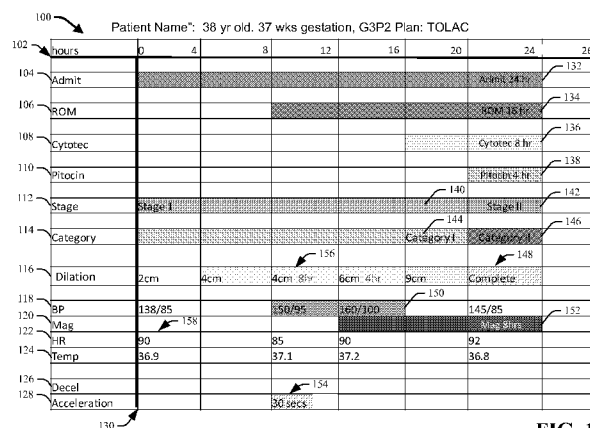 100
Patient Name": 38 yr old. 37 wks gestation, G3P2 Plan: TOLAC
102 hours 0 4 8 12 16 20 24 26
104 Admit Admit 24 hr 132
106 ROM ROM 16 hr 134
108 Cytotec Cytotec 8 hr 136
110 Pitocin Pitocin 4 hr 138
112 Stage Stage I 140 Stage II 142
114 Category 144 Category I Category II 146
116 Dilation 2cm 4cm 156 4cm 8hr 6cm 4hr 9cm 148 Complete
118 BP 138/85 150/95 160/100 150 145/85
120 Mag 158 Mag 8hrs 152
122 HR 90 85 90 92
124 Temp 36.9 37.1 37.2 36.8
126 Decel
128 Acceleration 154 30 secs
130
FIG. 1